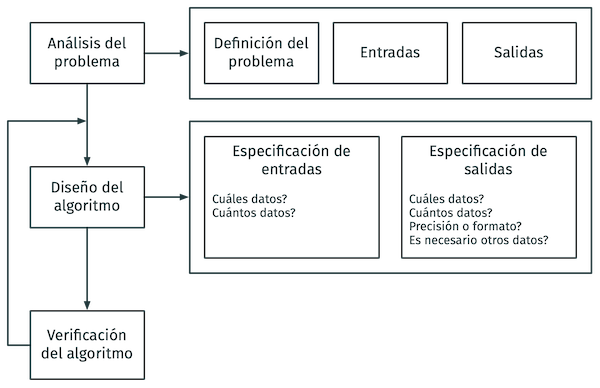 Análisis del
problema
Definición del
problema
Entradas
Salidas
Diseño del
algoritmo
Especificación de
entradas
Cuáles datos?
Cuántos datos?
Especificación de
salidas
Cuáles datos?
Cuántos datos?
Precisión o formato?
Es necesario otros datos?
Verificación
del algoritmo